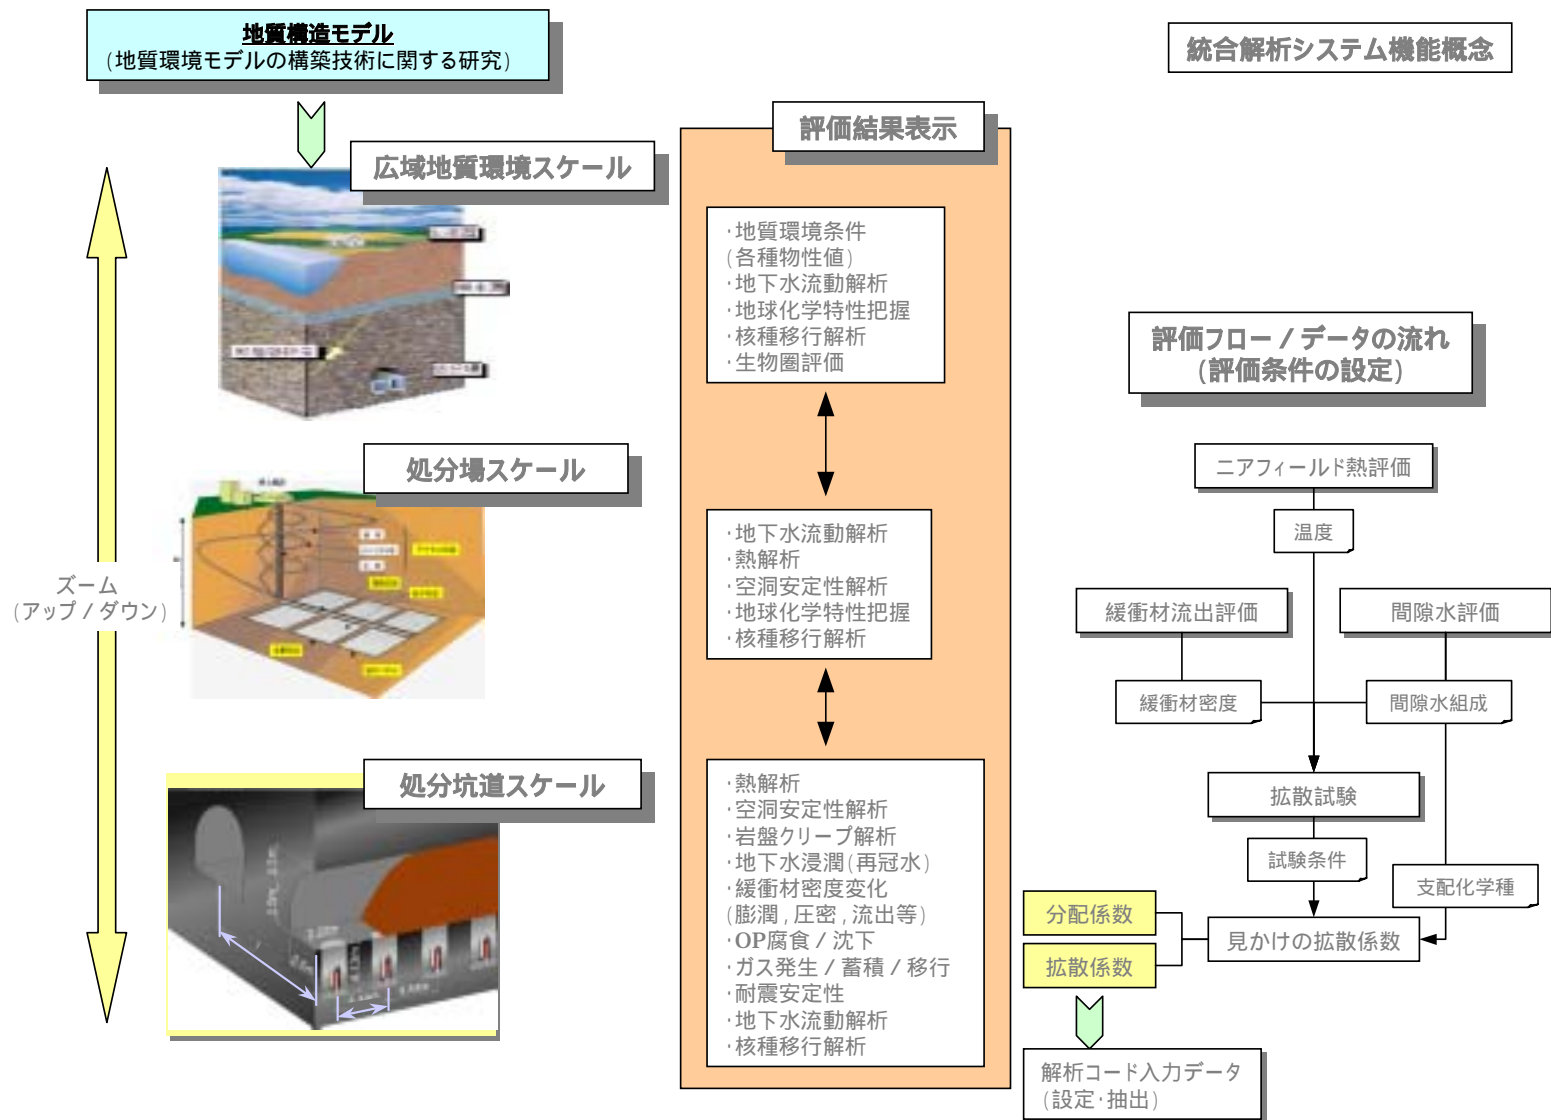 地質構造モデル
(地質環境モデルの構築技術に関する研究)
統合解析システム機能概念
評価結果表示
広域地質環境スケール
・地質環境条件
(各種物性値)
・地下水流動解析
・地球化学特性把握
・核種移行解析
・生物圏評価
処分場スケール
・地下水流動解析
・熱解析
・空洞安定性解析
・地球化学特性把握
・核種移行解析
ズーム
(アップ / ダウン)
処分坑道スケール
・熱解析
・空洞安定性解析
・岩盤クリープ解析
・地下水浸潤(再冠水)
・緩衝材密度変化
(膨潤,圧密,流出等)
・OP腐食 / 沈下
・ガス発生 / 蓄積 / 移行
・耐震安定性
・地下水流動解析
・核種移行解析
評価フロー / データの流れ
(評価条件の設定)
ニアフィールド熱評価
温度
緩衝材流出評価
間隙水評価
緩衝材密度
間隙水組成
拡散試験
試験条件
支配化学種
分配係数
見かけの拡散係数
拡散係数
解析コード入力データ
(設定・抽出)